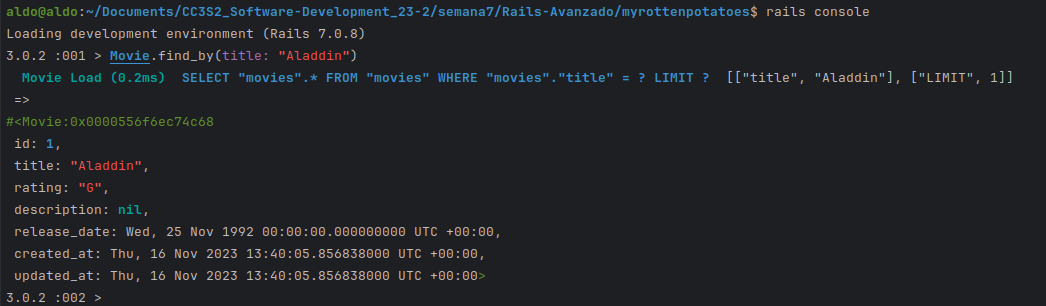 aldo@aldo:~/Documents/CC3S2_Software-Development_23-2/semana7/Rails-Avanzado/myrottenpotatoes$ rails console
Loading development environment (Rails 7.0.8)
3.0.2 :001 > Movie.find_by(title: "Aladdin")
  Movie Load (0.2ms)  SELECT "movies".* FROM "movies" WHERE "movies"."title" = ? LIMIT ?  [["title", "Aladdin"], ["LIMIT", 1]]
 =>
#<Movie:0x0000556f6ec74c68
 id: 1,
 title: "Aladdin",
 rating: "G",
 description: nil,
 release_date: Wed, 25 Nov 1992 00:00:00.000000000 UTC +00:00,
 created_at: Thu, 16 Nov 2023 13:40:05.856838000 UTC +00:00,
 updated_at: Thu, 16 Nov 2023 13:40:05.856838000 UTC +00:00>
3.0.2 :002 >